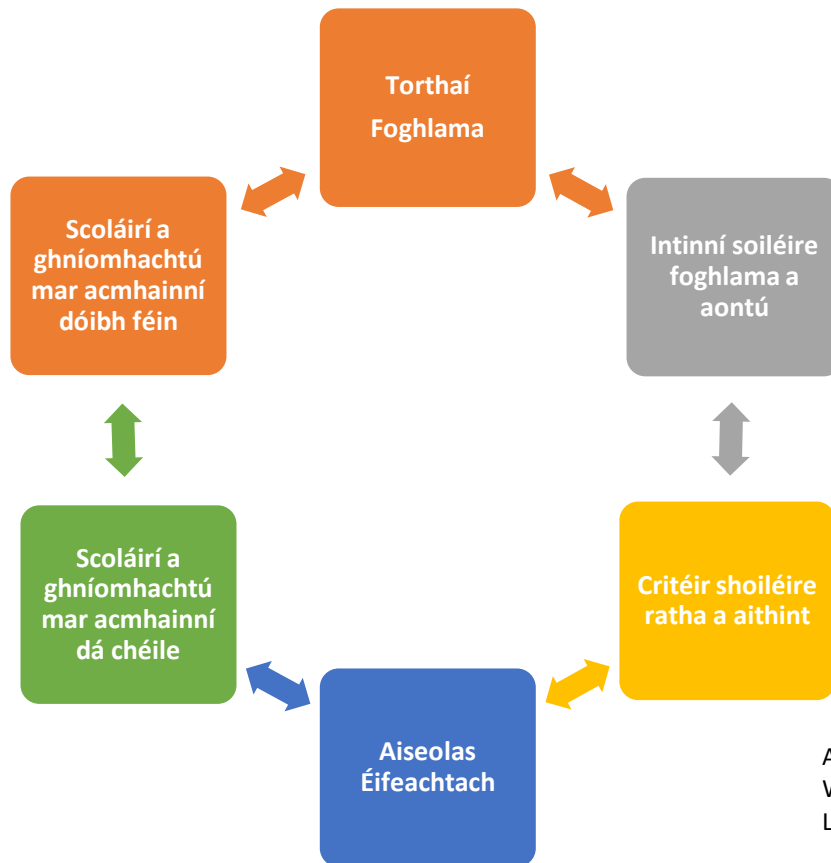 Torthaí
Foghlama
Intinní soiléire
foghlama a
aontú
Critéir shoiléire
ratha a aithint
Aiseolas
Éifeachtach
Scoláirí a
ghníomhachtú
mar acmhainní
dá chéile
Scoláirí a
ghníomhachtú
mar acmhainní
dóibh féin